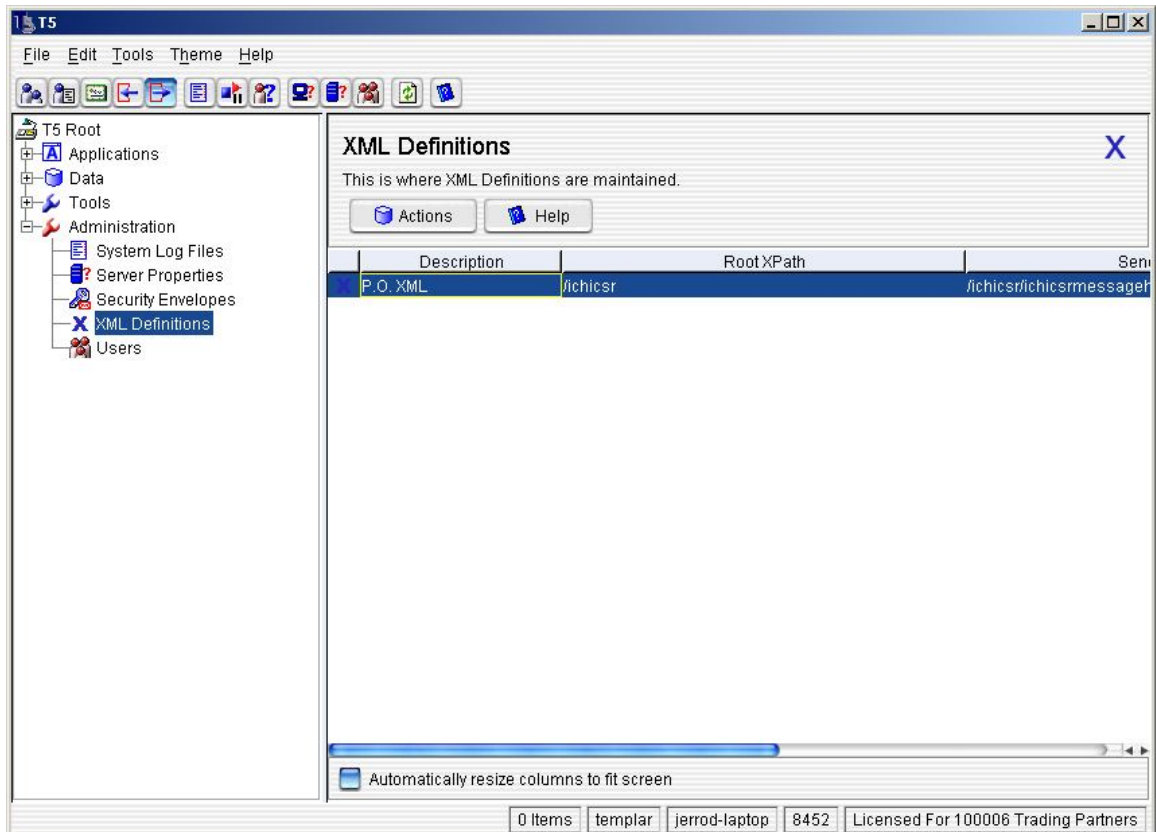 T5
File Edit Tools Theme Help
T5 Root
Applications
Data
Tools
Administration
System Log Files
Server Properties
Security Envelopes
XML Definitions
Users
XML Definitions
X
This is where XML Definitions are maintained.
Actions Help
Description Root XPath Sen
P.O. XML /ichicsr /ichicsr/ichicsrmessageh
Automatically resize columns to fit screen
0 Items templar jerrod-laptop 8452 Licensed For 100006 Trading Partners